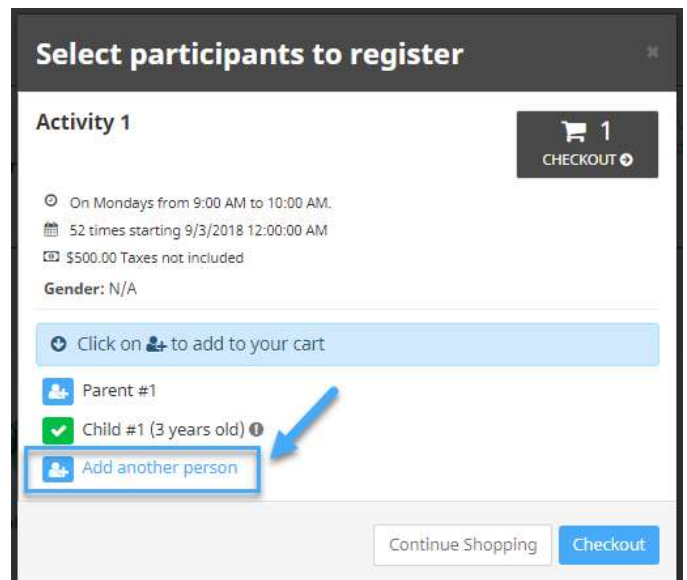 Select participants to register
Activity 1
1
CHECKOUT
On Mondays from 9:00 AM to 10:00 AM.
52 times starting 9/3/2018 12:00:00 AM
$500.00 Taxes not included
Gender: N/A
Click on to add to your cart
Parent #1
Child #1 (3 years old)
Add another person
Continue Shopping
Checkout